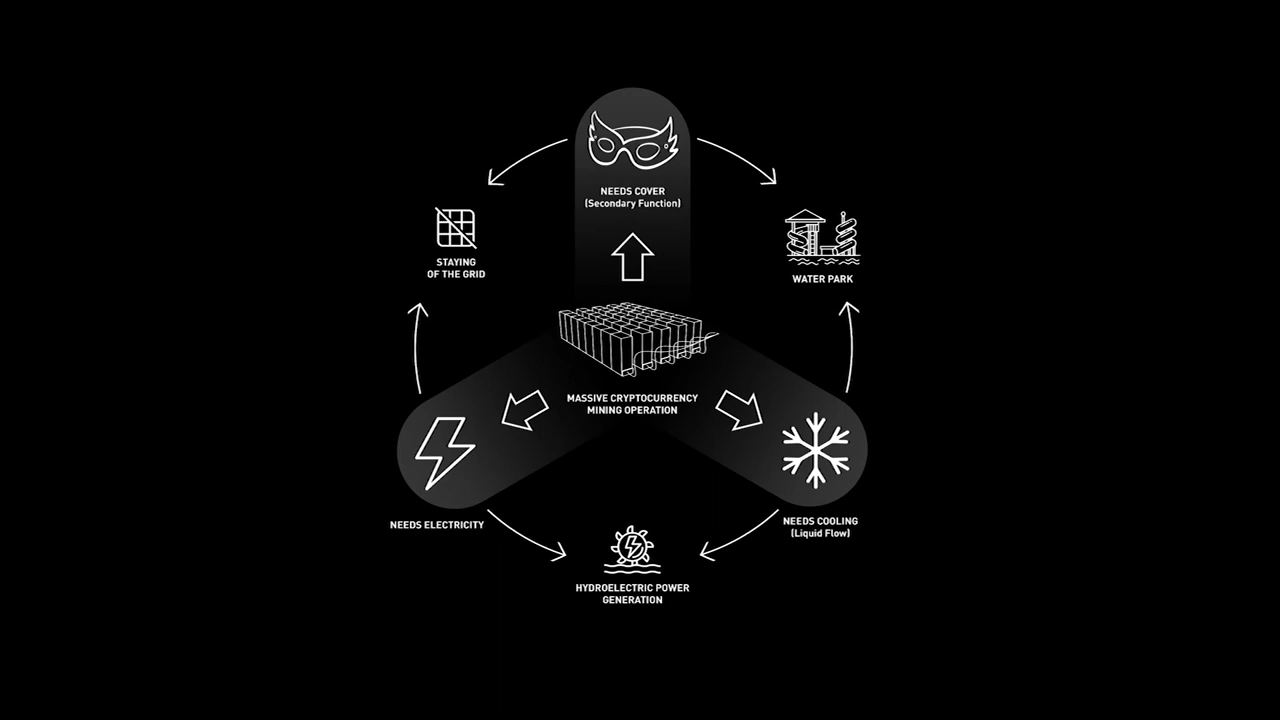 NEEDS COVER
(Secondary Function)
STAYING
OF THE GRID
WATER PARK
MASSIVE CRYPTOCURRENCY
MINING OPERATION
NEEDS ELECTRICITY
NEEDS COOLING
(Liquid Flow)
HYDROELECTRIC POWER
GENERATION